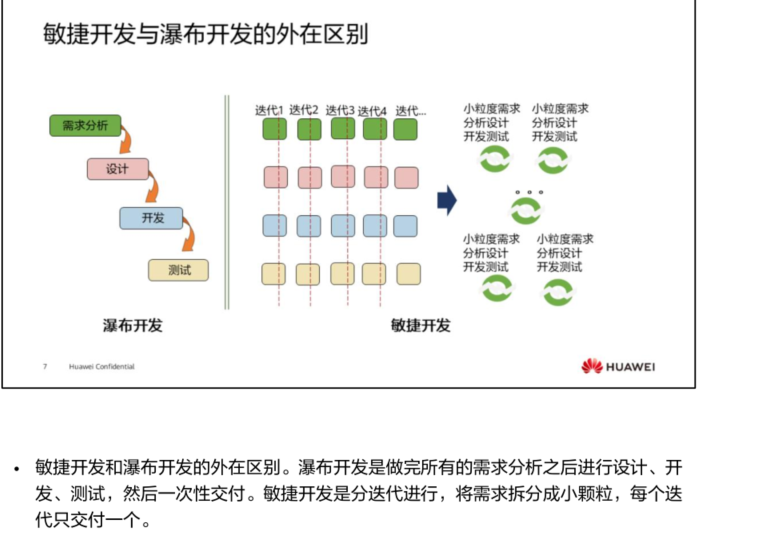 敏捷开发与瀑布开发的外在区别
需求分析
设计
开发
测试
瀑布开发
迭代1 迭代2 迭代3 迭代4 迭代...
小粒度需求
分析设计
开发测试
小粒度需求
分析设计
开发测试
。。。
小粒度需求
分析设计
开发测试
小粒度需求
分析设计
开发测试
敏捷开发
7 Huawei Confidential
HUAWEI
• 敏捷开发和瀑布开发的外在区别。瀑布开发是做完所有的需求分析之后进行设计、开
发、测试，然后一次性交付。敏捷开发是分迭代进行，将需求拆分成小颗粒，每个迭
代只交付一个。